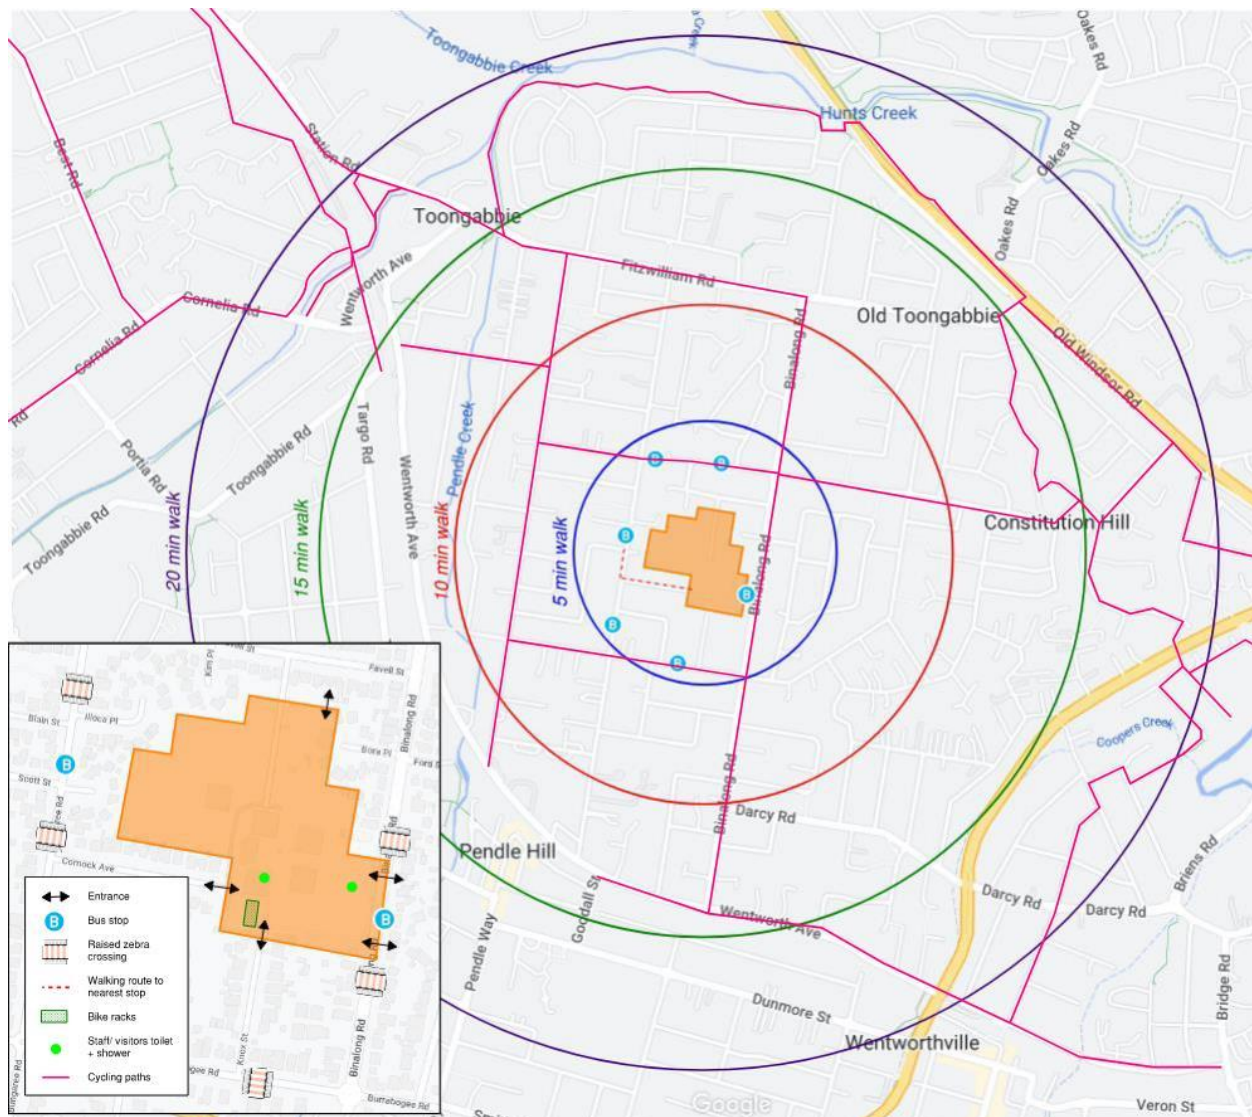 Toongabbie Creek
Creek
Oakes Rd
Hunts Creek
Oakes Rd
Best Rd
Station Rd
Oakes Rd
Toongabbie
Wentworth Ave
Fitzwilliam Rd
Cornelia Rd
Old Toongabbie
Cornelia Rd
Binalong Rd
Old Windsor Rd
Rd
Targo Rd
Pendle Creek
Portia Rd
Toongabbie Rd
Wentworth Ave
Toongabbie Rd
20 min walk
15 min walk
10 min walk
5 min walk
B
B
B
B
B
B
Constitution Hill
Binalong Rd
Binalong Rd
Darcy Rd
Coopers Creek
Pendle Hill
Briens Rd
Darcy Rd
Darcy Rd
Goodall St
Wentworth Ave
Pendle Way
Bridge Rd
Dunmore St
Wentworthville
Veron St
Google
Kim Pl
Favell St
Blain St
Illoca Pl
Binalong Rd
Bora Pl
B
Scott St
Cornock Ave
B
Entrance
B
Bus stop
Raised zebra
crossing
Walking route to
nearest stop
Bike racks
Staff/ visitors toilet
+ shower
Cycling paths
Knox St
Binalong Rd
Burrabogee Rd